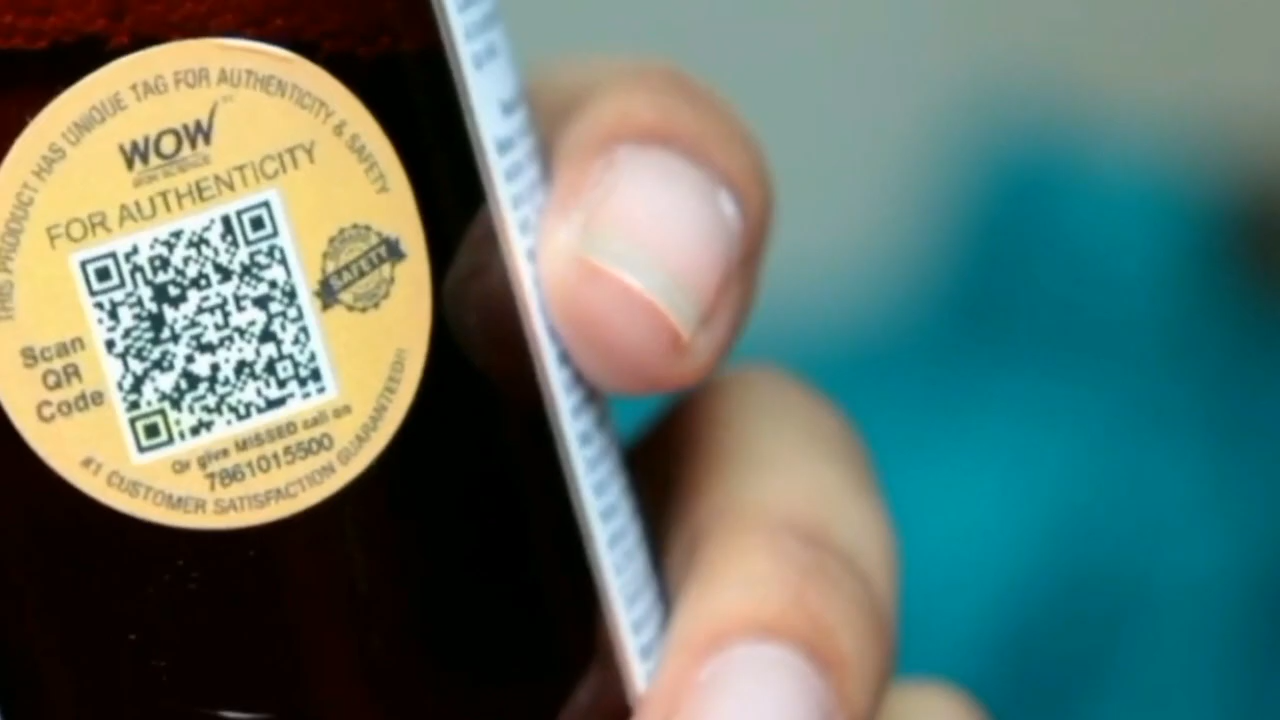 THIS PRODUCT HAS UNIQUE TAG FOR AUTHENTICITY & SAFETY
WOW
FOR AUTHENTICITY
SAFETY
Scan
QR
Code
Or give MISSED call on
7861015500
#1 CUSTOMER SATISFACTION GUARANTEED!!